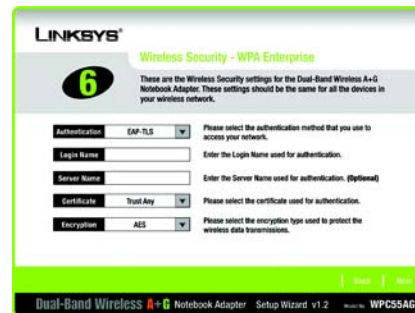 LINKSYS®
Wireless Security - WPA Enterprise
6
These are the Wireless Security settings for the Dual-Band Wireless A+G
Notebook Adapter. These settings should be the same for all the devices in
your wireless network.
Authentication EAP-TLS Please select the authentication method that you use to
access your network.
Login Name Enter the Login Name used for authentication.
Server Name Enter the Server Name used for authentication. (Optional)
Certificate Trust Any Please select the certificate used for authentication.
Encryption AES Please select the encryption type used to protect the
wireless data transmissions.
Back Next
Dual-Band Wireless A+G Notebook Adapter Setup Wizard v1.2 Model No. WPC55AG